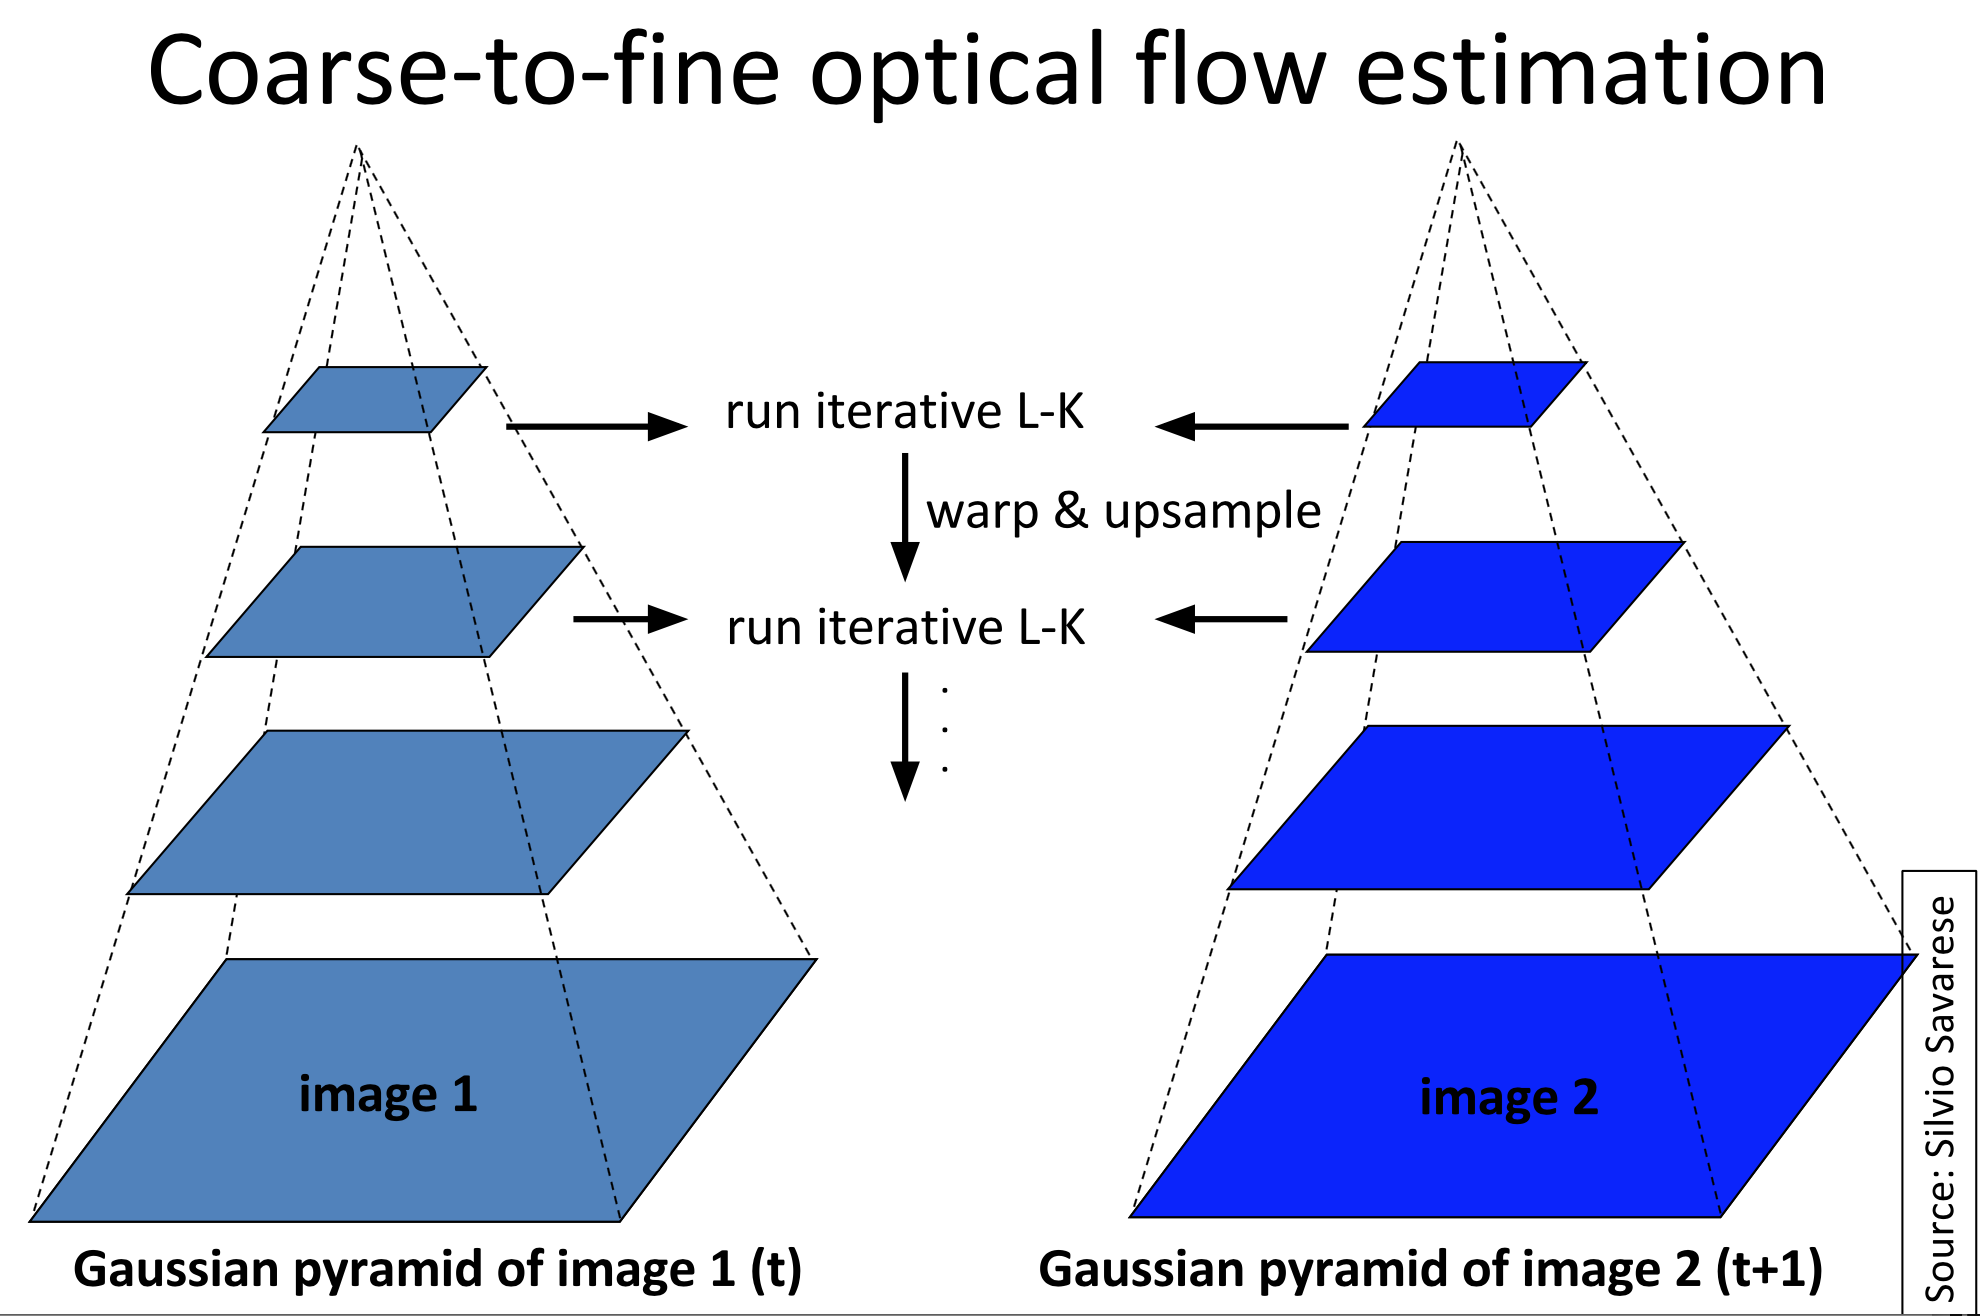 Coarse-to-fine optical flow estimation
run iterative L-K
warp & upsample
run iterative L-K
.
.
.
image 1
image 2
Gaussian pyramid of image 1 (t)
Gaussian pyramid of image 2 (t+1)
Source: Silvio Savarese